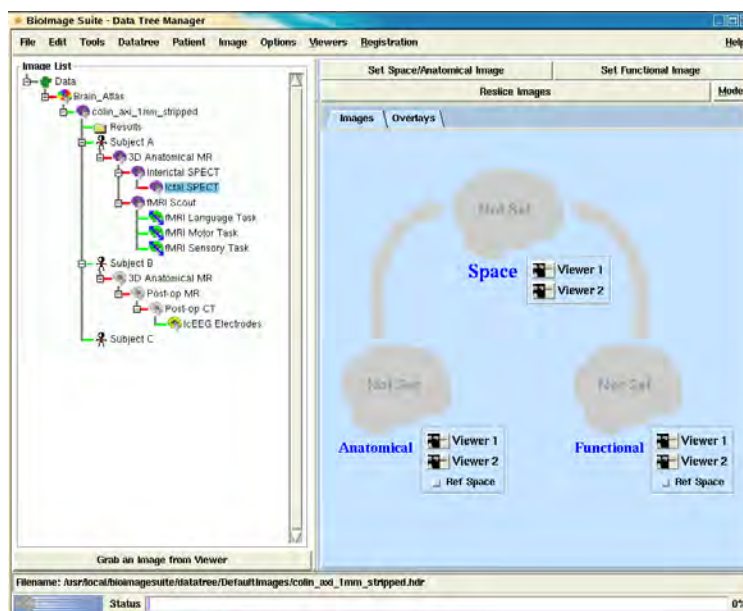 BioImage Suite - Data Tree Manager
File Edit Tools Datatree Patient Image Options Viewers Registration Help
Image List
Data
Brain_Atlas
colin_axi_1mm_stripped
Results
Subject A
3D Anatomical MR
Interictal SPECT
Ictal SPECT
fMRI Scout
fMRI Language Task
fMRI Motor Task
fMRI Sensory Task
Subject B
3D Anatomical MR
Post-op MR
Post-op CT
IcEEG Electrodes
Subject C
Grab an Image from Viewer
Set Space/Anatomical Image Set Functional Image
Reslice Images Mode
Images Overlays
Not Set
Space
Viewer 1
Viewer 2
Not Set
Anatomical
Viewer 1
Viewer 2
Ref Space
Not Set
Functional
Viewer 1
Viewer 2
Ref Space
Filename: /usr/local/bioimagesuite/datatree/DefaultImages/colin_axi_1mm_stripped.hdr
Status 0%